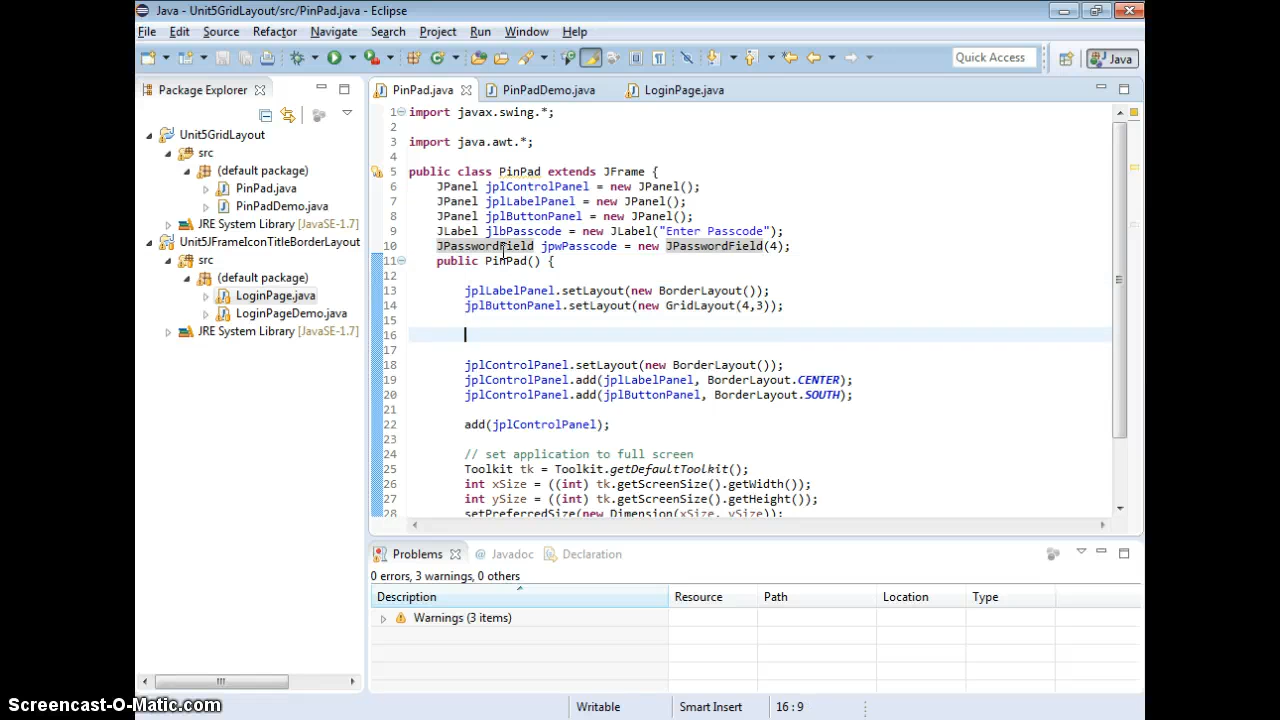 Java - Unit5GridLayout/src/PinPad.java - Eclipse
File Edit Source Refactor Navigate Search Project Run Window Help
Quick Access
Java
Package Explorer
Unit5GridLayout
src
(default package)
PinPad.java
PinPadDemo.java
JRE System Library [JavaSE-1.7]
Unit5JFrameIconTitleBorderLayout
src
(default package)
LoginPage.java
LoginPageDemo.java
JRE System Library [JavaSE-1.7]
PinPad.java PinPadDemo.java LoginPage.java
1 import javax.swing.*;
2
3 import java.awt.*;
4
5 public class PinPad extends JFrame {
6 JPanel jplControlPanel = new JPanel();
7 JPanel jplLabelPanel = new JPanel();
8 JPanel jplButtonPanel = new JPanel();
9 JLabel jlbPasscode = new JLabel("Enter Passcode");
10 JPasswordField jpwPasscode = new JPasswordField(4);
11 public PinPad() {
12
13 jplLabelPanel.setLayout(new BorderLayout());
14 jplButtonPanel.setLayout(new GridLayout(4,3));
15
16
17
18 jplControlPanel.setLayout(new BorderLayout());
19 jplControlPanel.add(jplLabelPanel, BorderLayout.CENTER);
20 jplControlPanel.add(jplButtonPanel, BorderLayout.SOUTH);
21
22 add(jplControlPanel);
23
24 // set application to full screen
25 Toolkit tk = Toolkit.getDefaultToolkit();
26 int xSize = ((int) tk.getScreenSize().getWidth());
27 int ySize = ((int) tk.getScreenSize().getHeight());
28 setPreferredSize(new Dimension(xSize, ySize));
Problems @ Javadoc Declaration
0 errors, 3 warnings, 0 others
Description Resource Path Location Type
Warnings (3 items)
Writable Smart Insert 16 : 9
Screencast-O-Matic.com